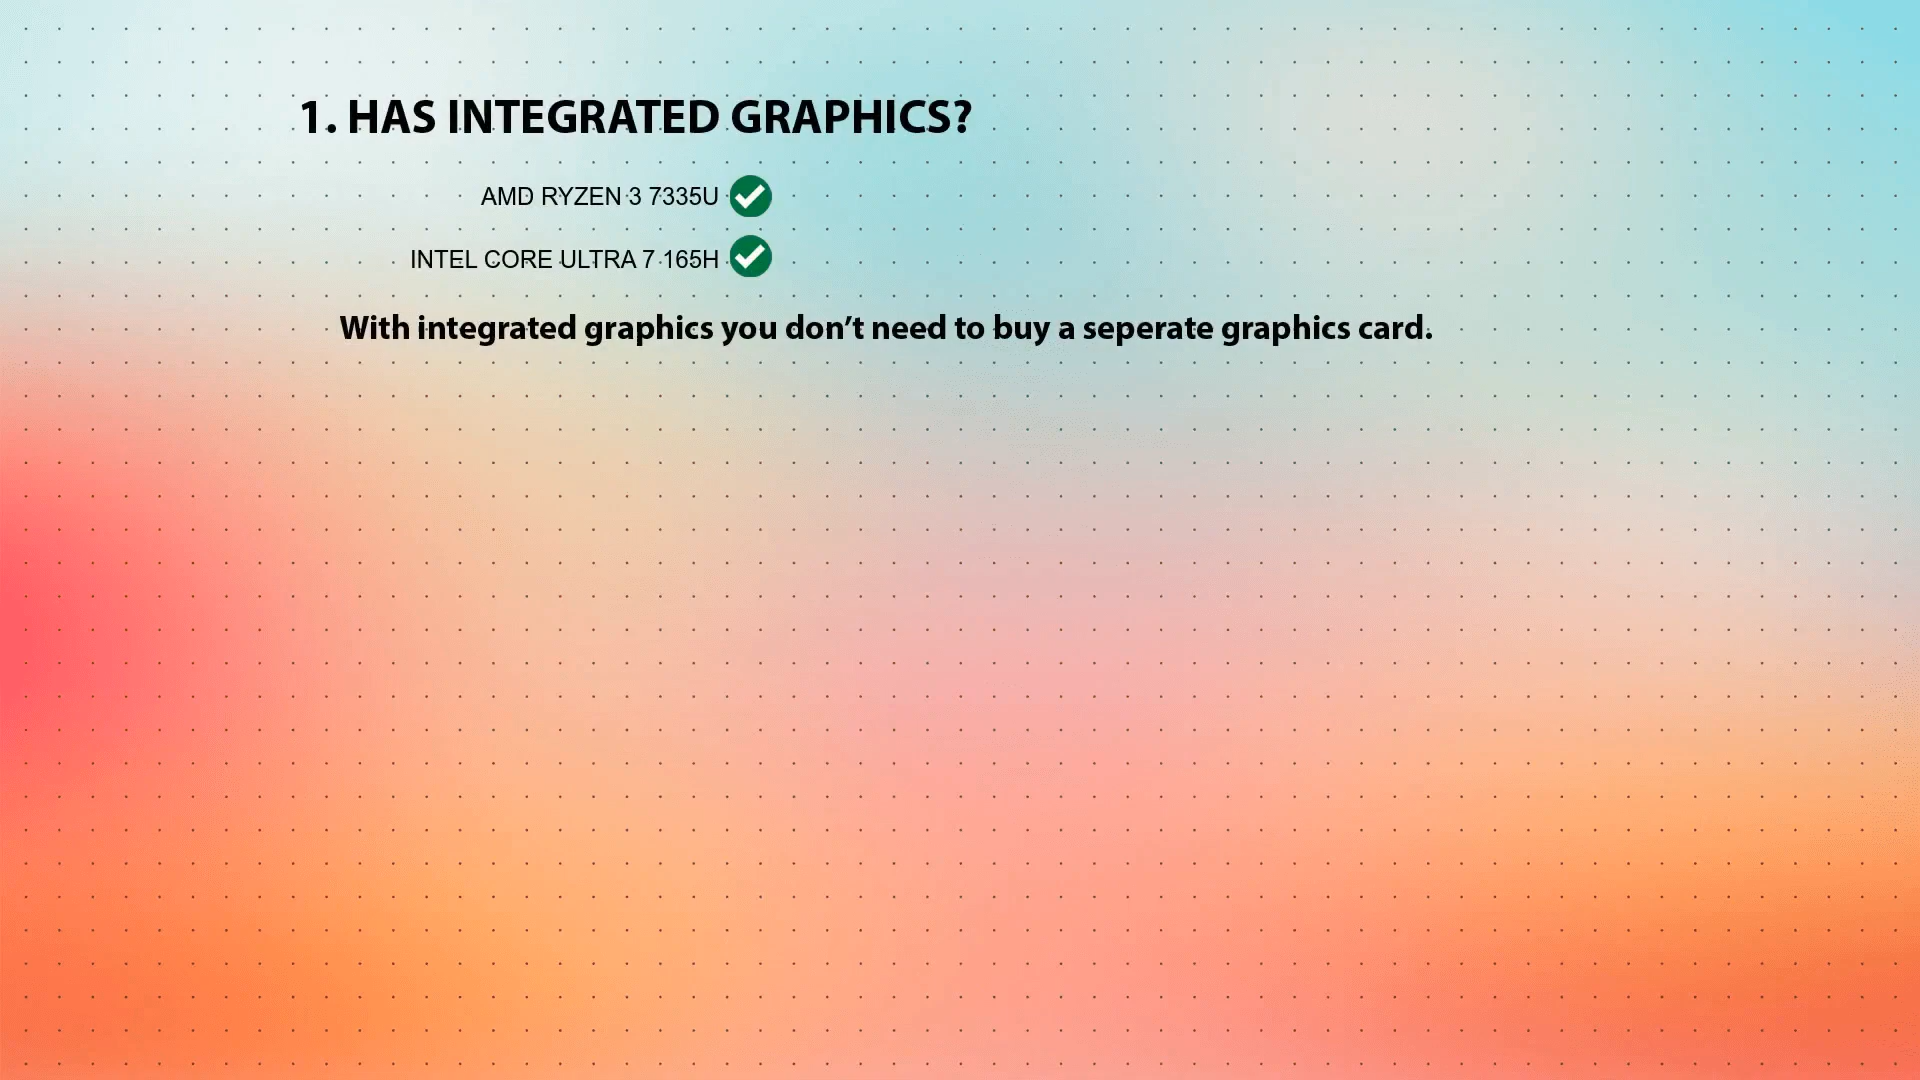 1. HAS INTEGRATED GRAPHICS?
AMD RYZEN 3 7335U
INTEL CORE ULTRA 7 165H
With integrated graphics you don’t need to buy a seperate graphics card.